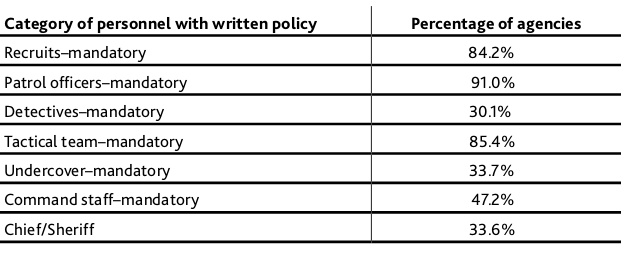 Category of personnel with written policy Percentage of agencies
Recruits–mandatory 84.2%
Patrol officers–mandatory 91.0%
Detectives–mandatory 30.1%
Tactical team–mandatory 85.4%
Undercover–mandatory 33.7%
Command staff–mandatory 47.2%
Chief/Sheriff 33.6%